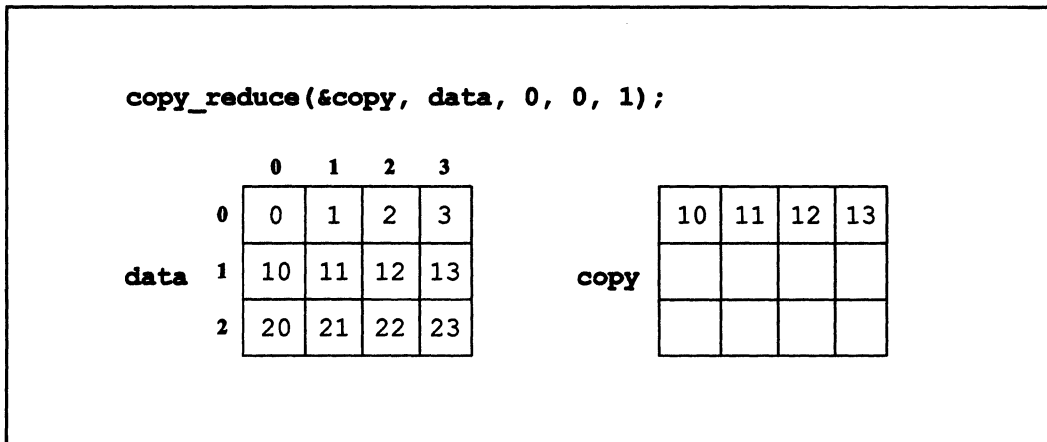 copy_reduce(&copy, data, 0, 0, 1);
0 1 2 3
0 0 1 2 3 10 11 12 13
data 1 10 11 12 13 copy
2 20 21 22 23